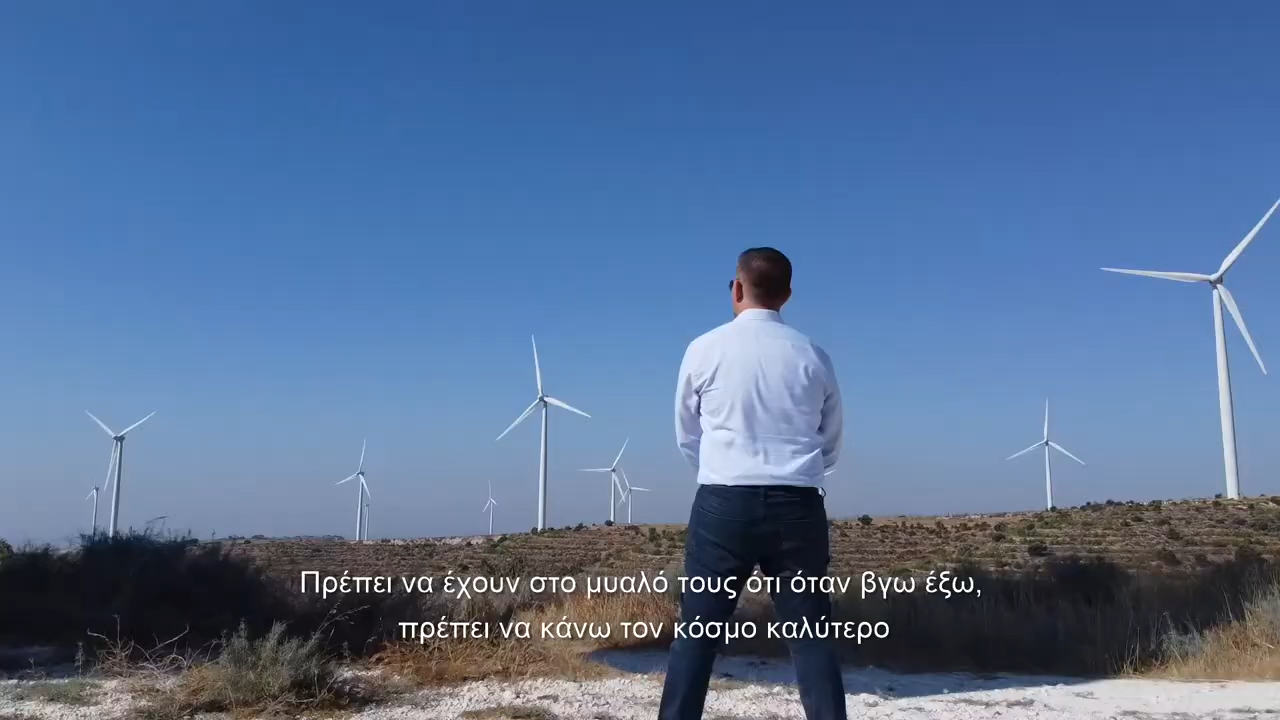 Πρέπει να έχουν στο μυαλό τους ότι όταν βγω έξω,
πρέπει να κάνω τον κόσμο καλύτερο